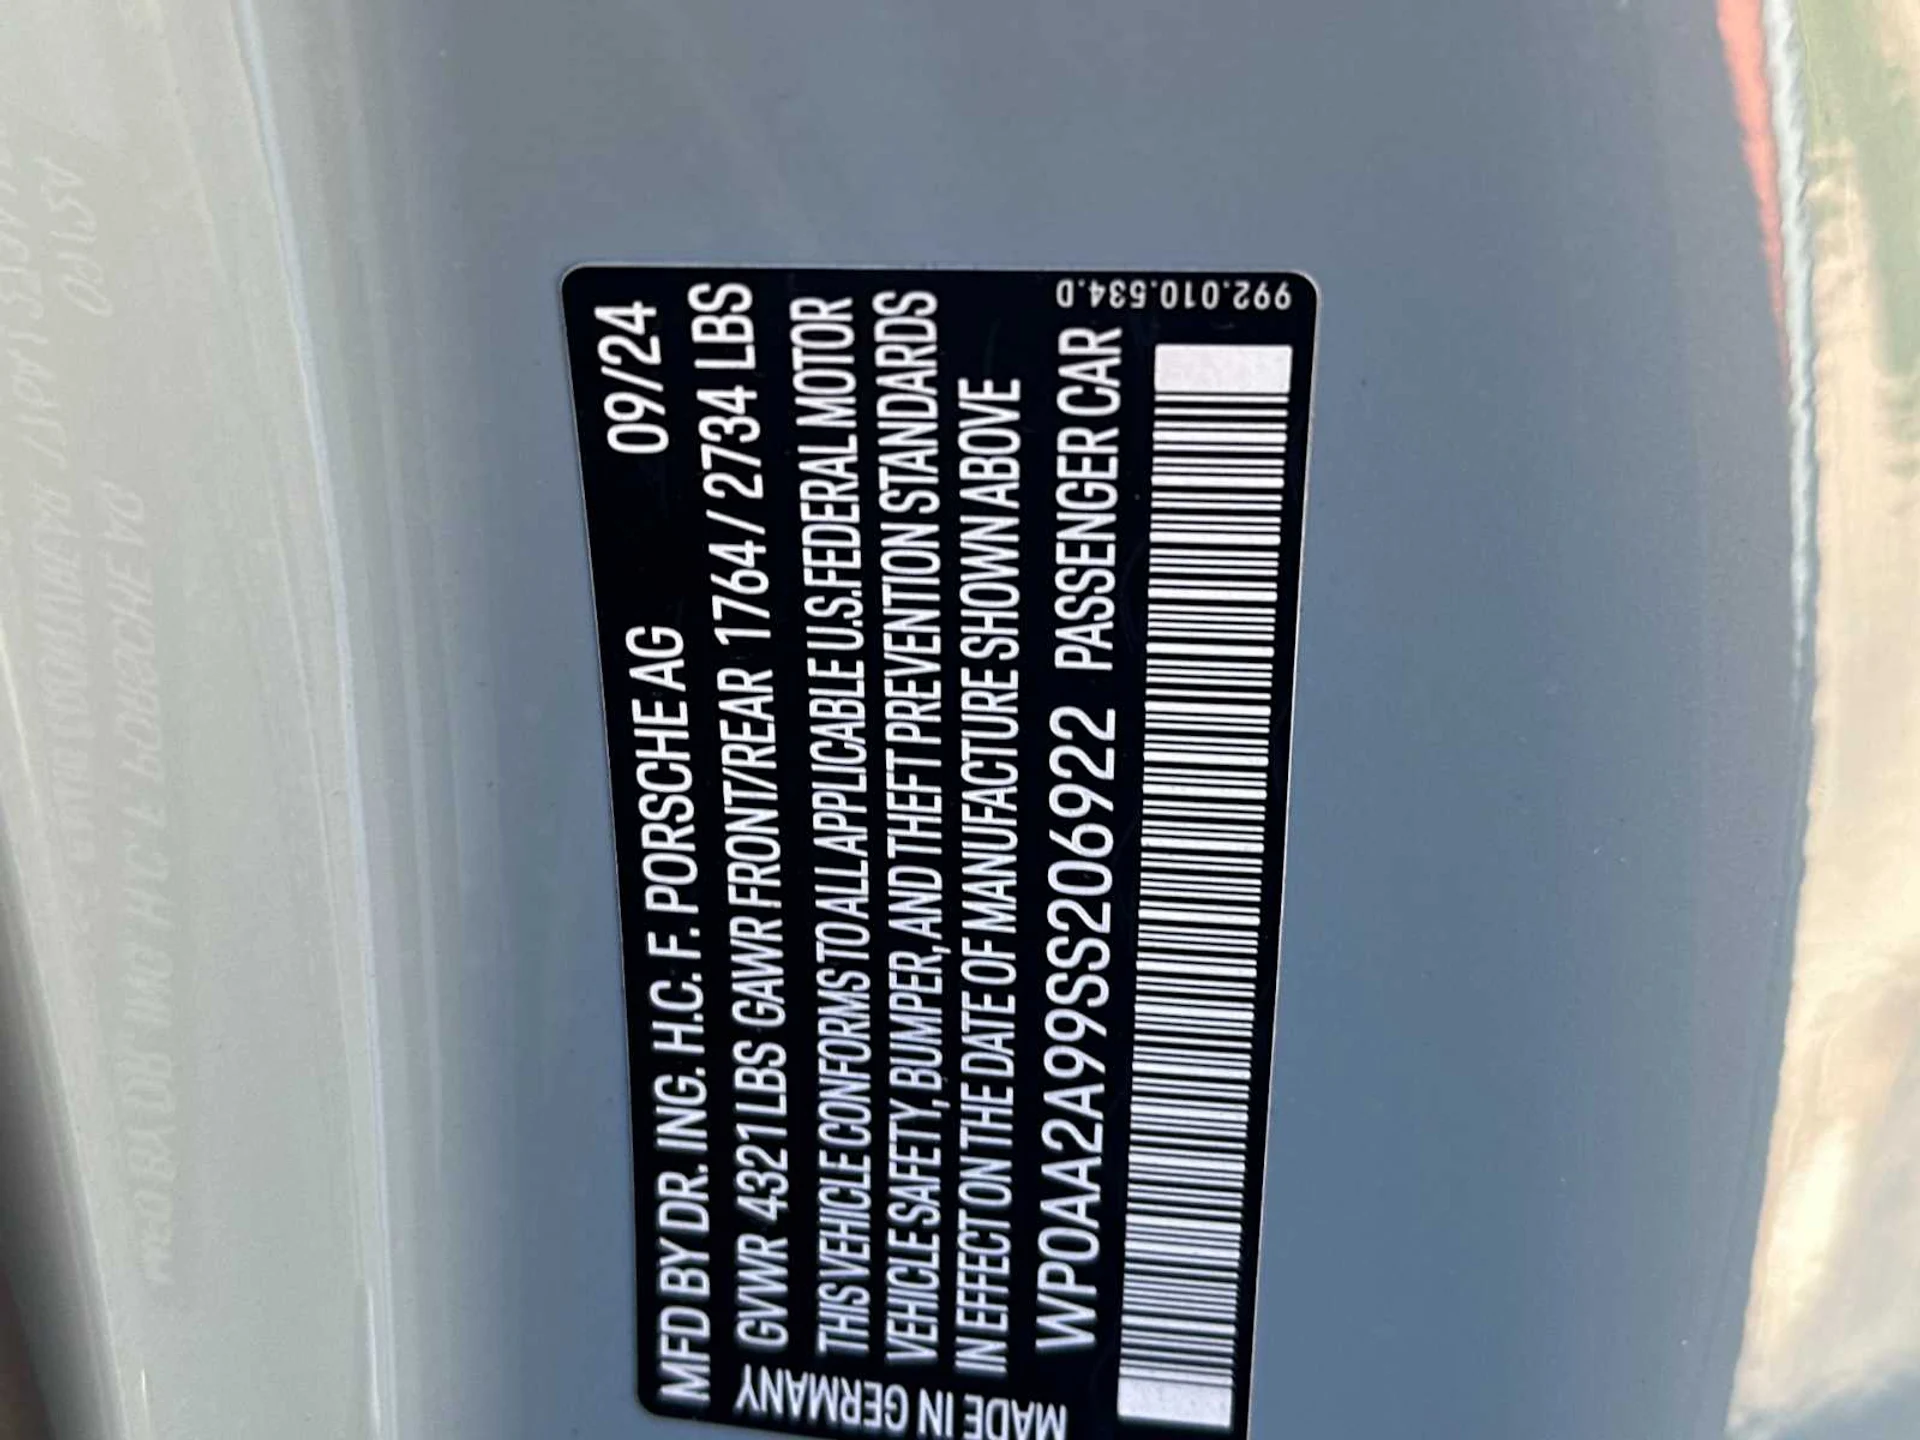 MFD BY DR. ING. H.C. F. PORSCHE AG 09/24
GVWR 4321 LBS GAWR FRONT/REAR 1764 / 2734 LBS
THIS VEHICLE CONFORMS TO ALL APPLICABLE U.S. FEDERAL MOTOR
VEHICLE SAFETY, BUMPER, AND THEFT PREVENTION STANDARDS
IN EFFECT ON THE DATE OF MANUFACTURE SHOWN ABOVE
WP0AA2A99SS206922 PASSENGER CAR
MADE IN GERMANY
992.010.534.D